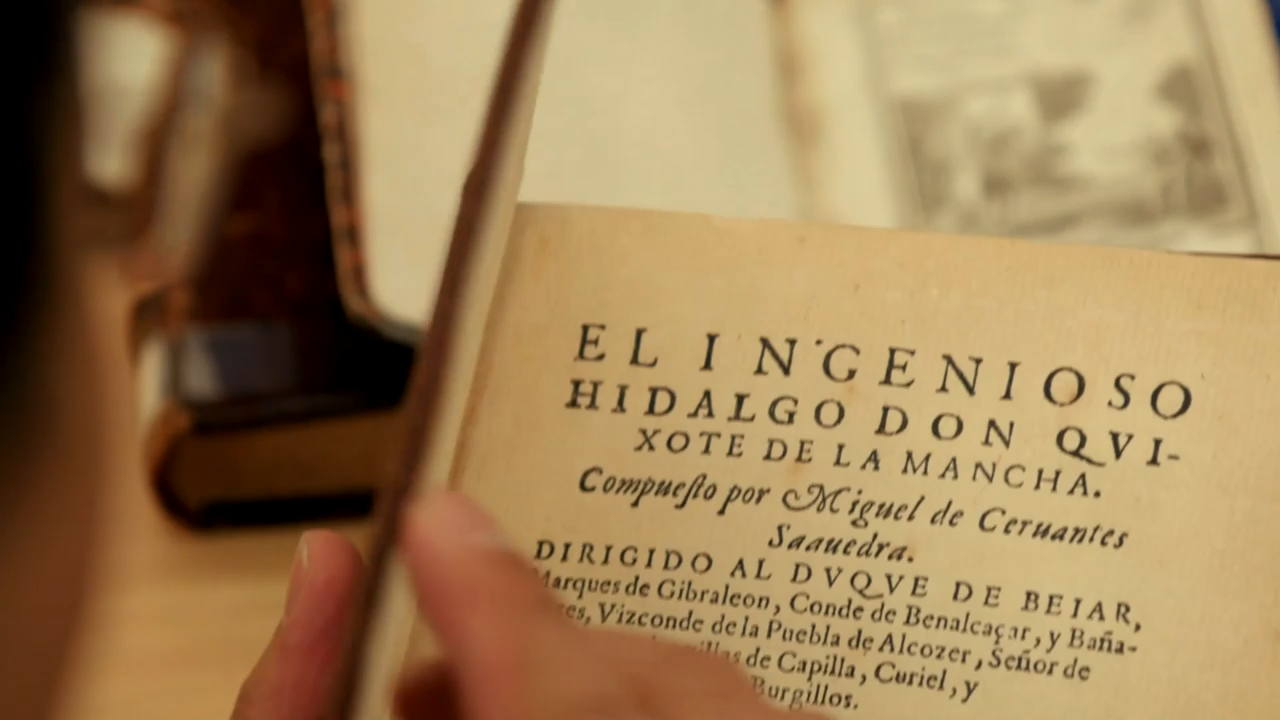 EL INGENIOSO
HIDALGO DON QVI-
XOTE DE LA MANCHA.
Compueſto por Miguel de Ceruantes
Saauedra.
DIRIGIDO AL DVQVE DE BEIAR,
Marques de Gibraleon, Conde de Benalcaçar, y Baña-
res, Vizconde de la Puebla de Alcozer, Señor de
de Capilla, Curiel, y
Burgillos.